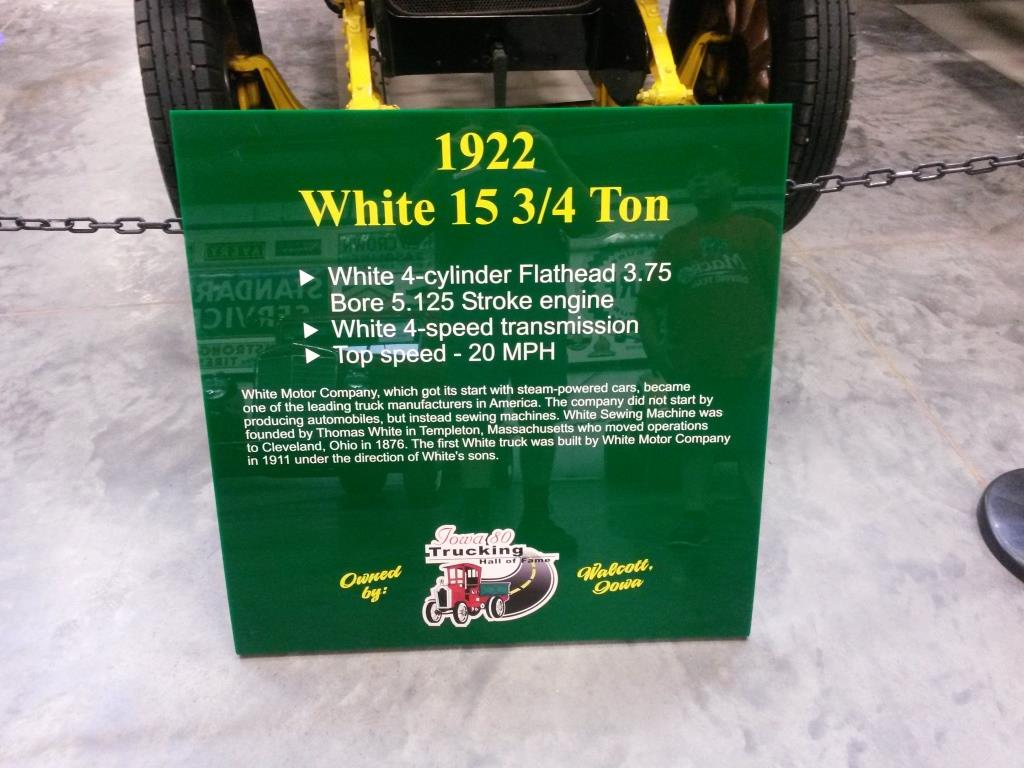 1922
White 15 3/4 Ton
► White 4-cylinder Flathead 3.75
Bore 5.125 Stroke engine
► White 4-speed transmission
► Top speed - 20 MPH
White Motor Company, which got its start with steam-powered cars, became
one of the leading truck manufacturers in America. The company did not start by
producing automobiles, but instead sewing machines. White Sewing Machine was
founded by Thomas White in Templeton, Massachusetts who moved operations
to Cleveland, Ohio in 1876. The first White truck was built by White Motor Company
in 1911 under the direction of White's sons.
Iowa 80
Trucking
Hall of Fame
Owned
by:
Walcott,
Iowa